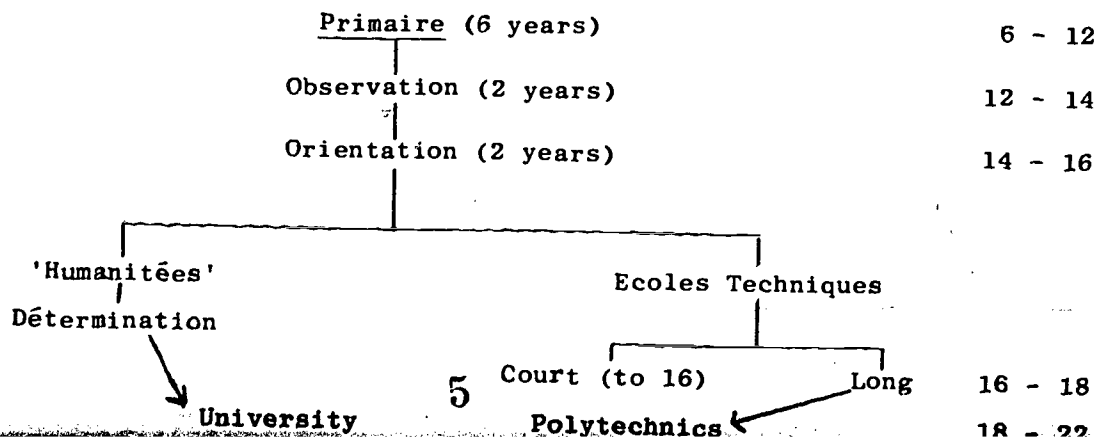 Primaire (6 years) 6 - 12
Observation (2 years) 12 - 14
Orientation (2 years) 14 - 16
'Humanitées' Ecoles Techniques
Détermination
Court (to 16) Long 16 - 18
5
University Polytechnics 18 - 22